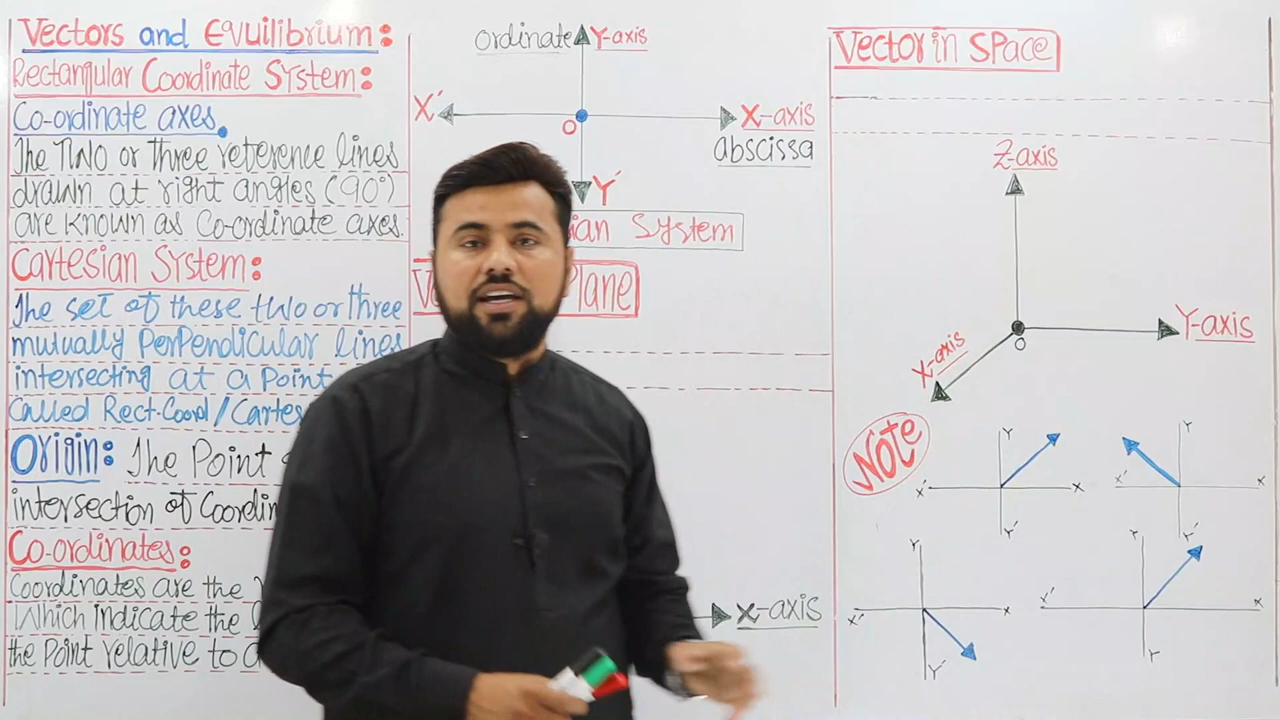 Vectors and Equilibrium:
Rectangular Coordinate System:
Co-ordinate axes.
The Two or three reference lines
drawn at right angles (90°)
are known as Co-ordinate axes.
Cartesian System:
The set of these two or three
mutually Perpendicular lines
intersecting at a Point
Called Rect-Coord/Cartes
Origin: The Point
intersection of Coordin
Co-ordinates:
Coordinates are the
Which indicate the
the Point relative to
ordinate Y-axis
X' O X-axis
abscissa
Y'
ian System
Plane
X-axis
Vector in Space
Z-axis
Y-axis
O
X-axis
NOTE
Y
X' X
Y'
Y
X' X
Y'
Y
X' X
Y'
Y
X' X
Y